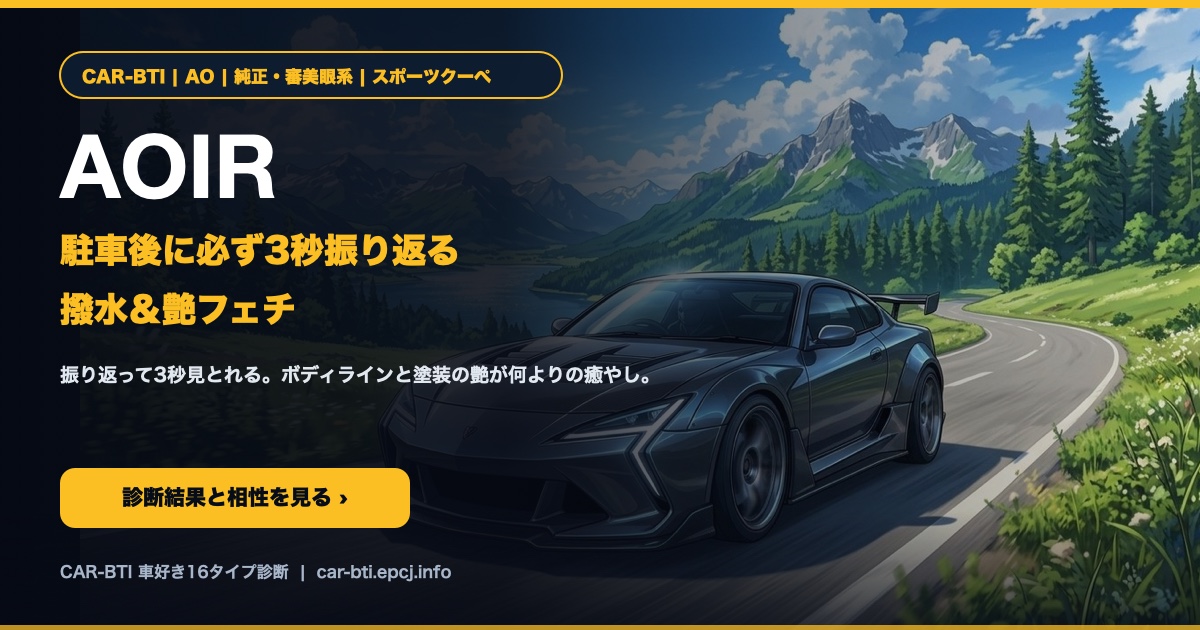 CAR-BTI | AO | 純正・審美眼系 | スポーツクーペ
AOIR
駐車後に必ず3秒振り返る
撥水&艶フェチ
振り返って3秒見とれる。ボディラインと塗装の艶が何よりの癒やし。
診断結果と相性を見る ›
CAR-BTI 車好き16タイプ診断 | car-bti.epcj.info